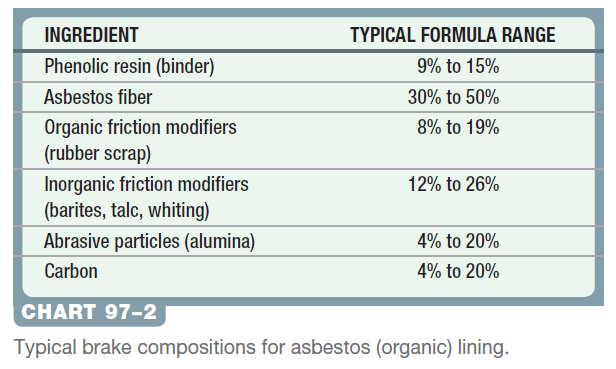 INGREDIENT TYPICAL FORMULA RANGE
Phenolic resin (binder) 9% to 15%
Asbestos fiber 30% to 50%
Organic friction modifiers 8% to 19%
(rubber scrap)
Inorganic friction modifiers 12% to 26%
(barites, talc, whiting)
Abrasive particles (alumina) 4% to 20%
Carbon 4% to 20%
CHART 97–2
Typical brake compositions for asbestos (organic) lining.